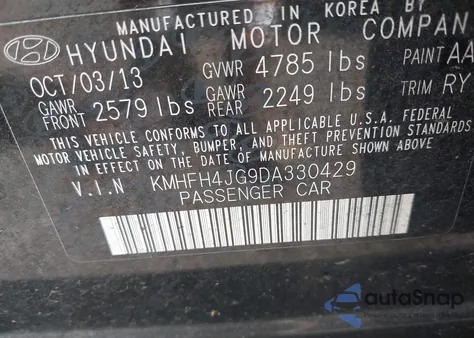 MANUFACTURED IN KOREA BY
HYUNDAI MOTOR COMPAN
OCT/03/13 GVWR 4785 lbs PAINT AA
GAWR FRONT 2579 lbs GAWR REAR 2249 lbs TRIM RY
THIS VEHICLE CONFORMS TO ALL APPLICABLE U.S.A. FEDERAL
MOTOR VEHICLE SAFETY, BUMPER, AND THEFT PREVENTION STANDARDS
IN EFFECT ON THE DATE OF MANUFACTURE SHOWN ABOVE.
V.I.N KMHFH4JG9DA330429
PASSENGER CAR
autoSnap